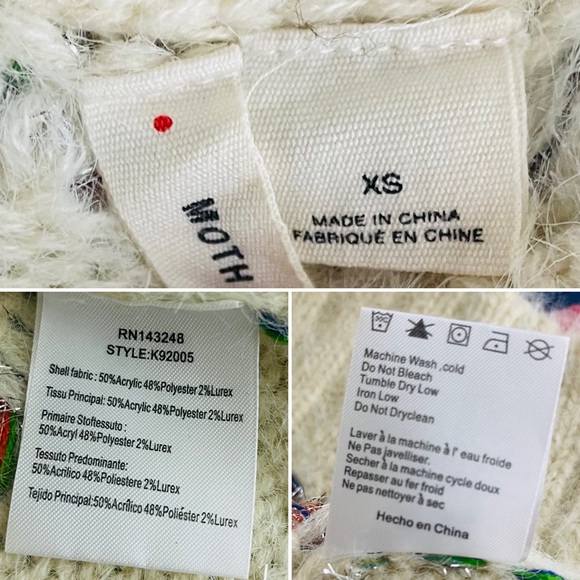 MOTH
XS
MADE IN CHINA
FABRIQUÉ EN CHINE
RN143248
STYLE:K92005
Shell fabric : 50%Acrylic 48%Polyester 2%Lurex
Tissu Principal: 50%Acrylic 48%Polyester 2%Lurex
Primaire Stoftessuto :
50%Acryl 48%Polyester 2%Lurex
Tessuto Predominante:
50%Acrilico 48%Poliestere 2%Lurex
Tejido Principal:50%Acrílico 48%Poliéster 2%Lurex
30C
Machine Wash ,cold
Do Not Bleach
Tumble Dry Low
Iron Low
Do Not Dryclean
Laver à la machine à l' eau froide
Ne Pas javelliser.
Secher à la machine cycle doux
Repasser au fer froid
Ne pas nettoyer à sec
Hecho en China